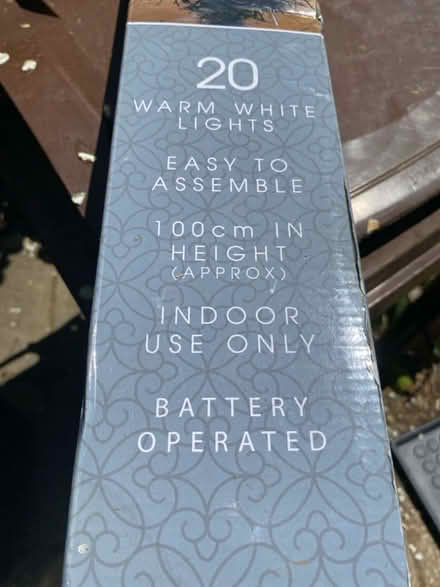 20
WARM WHITE
LIGHTS
EASY TO
ASSEMBLE
100cm IN
HEIGHT
(APPROX)
INDOOR
USE ONLY
BATTERY
OPERATED